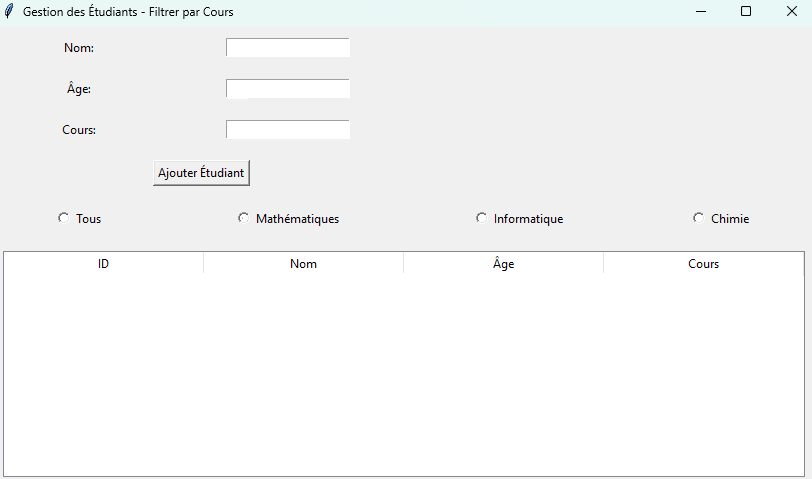 Gestion des Étudiants - Filtrer par Cours
Nom:
Âge:
Cours:
Ajouter Étudiant
Tous Mathématiques Informatique Chimie
ID Nom Âge Cours